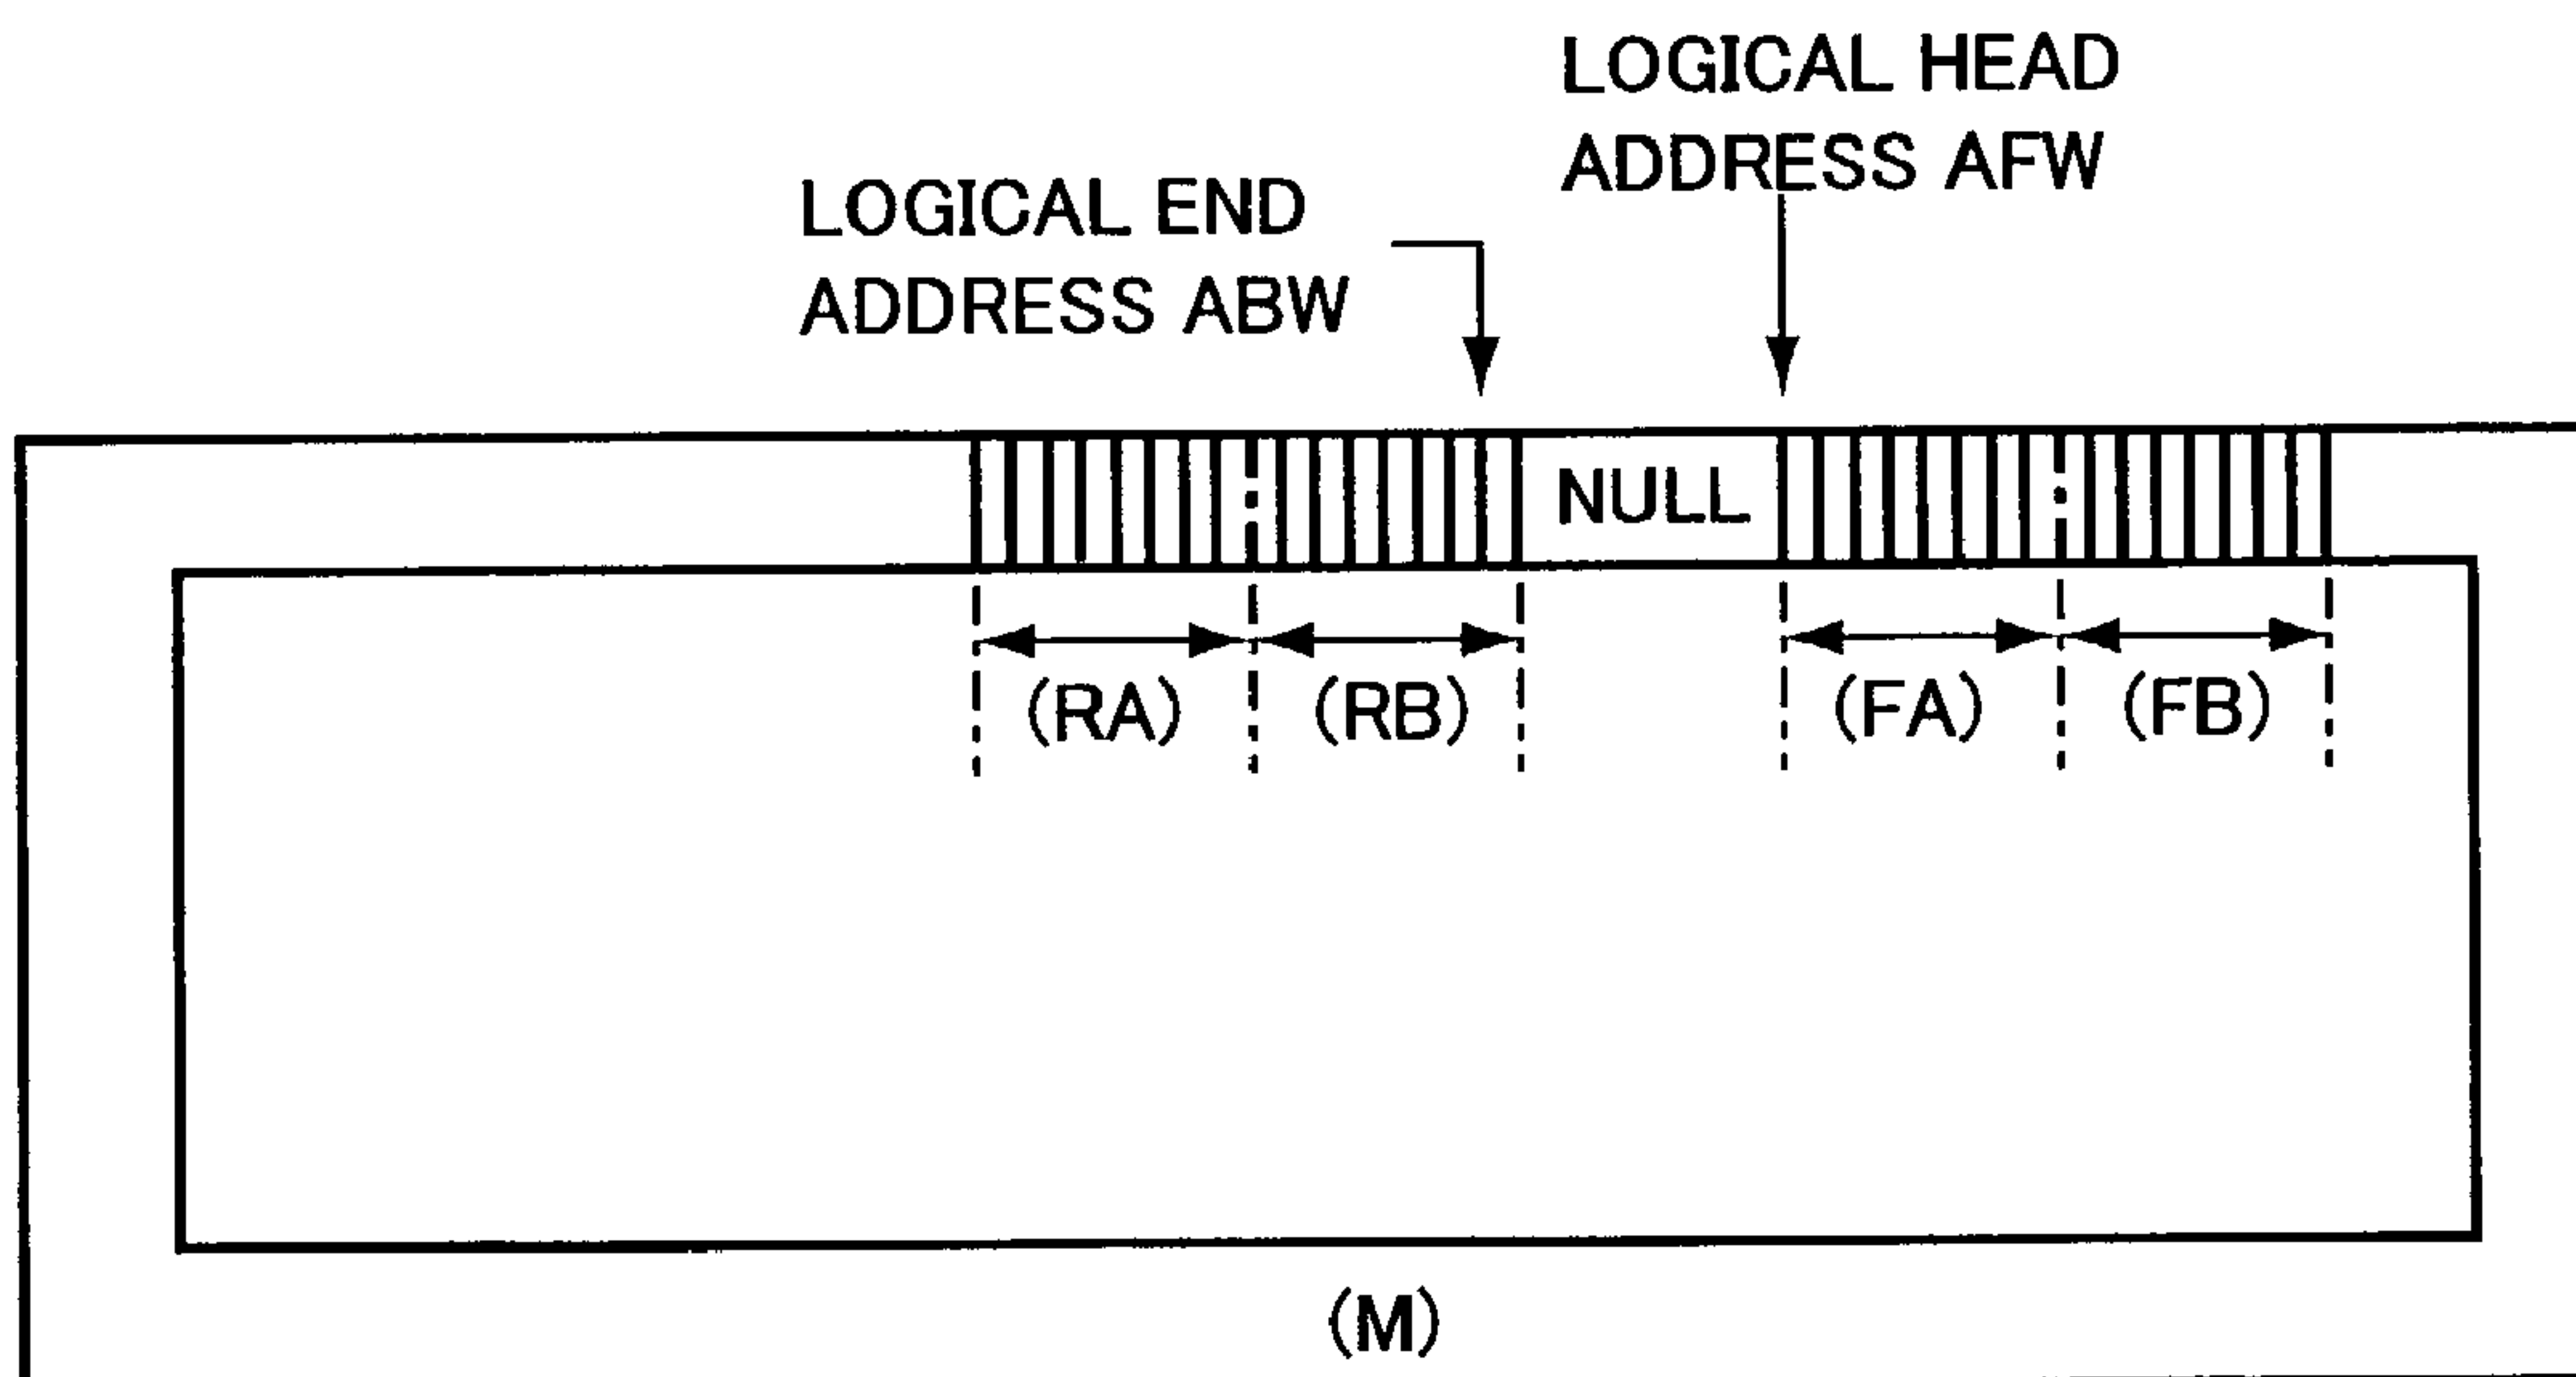 LOGICAL HEAD
ADDRESS AFW
LOGICAL END
ADDRESS ABW
NULL
(RA) (RB) (FA) (FB)
(M)